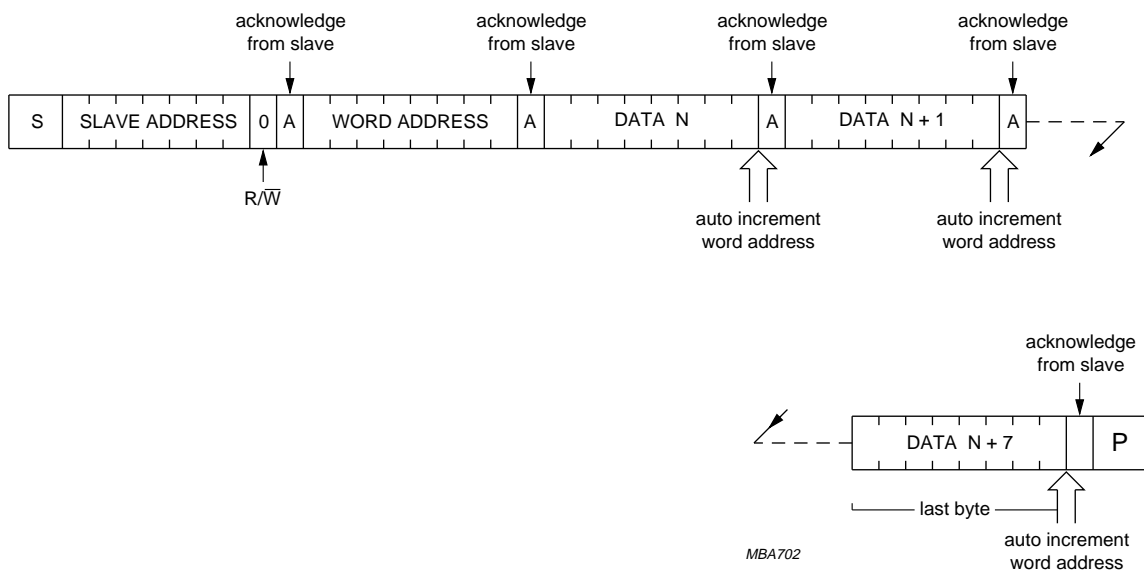 acknowledge
from slave
acknowledge
from slave
acknowledge
from slave
acknowledge
from slave
S SLAVE ADDRESS 0 A WORD ADDRESS A DATA N A DATA N + 1 A
R/W̅
auto increment
word address
auto increment
word address
acknowledge
from slave
DATA N + 7 P
last byte
auto increment
word address
MBA702